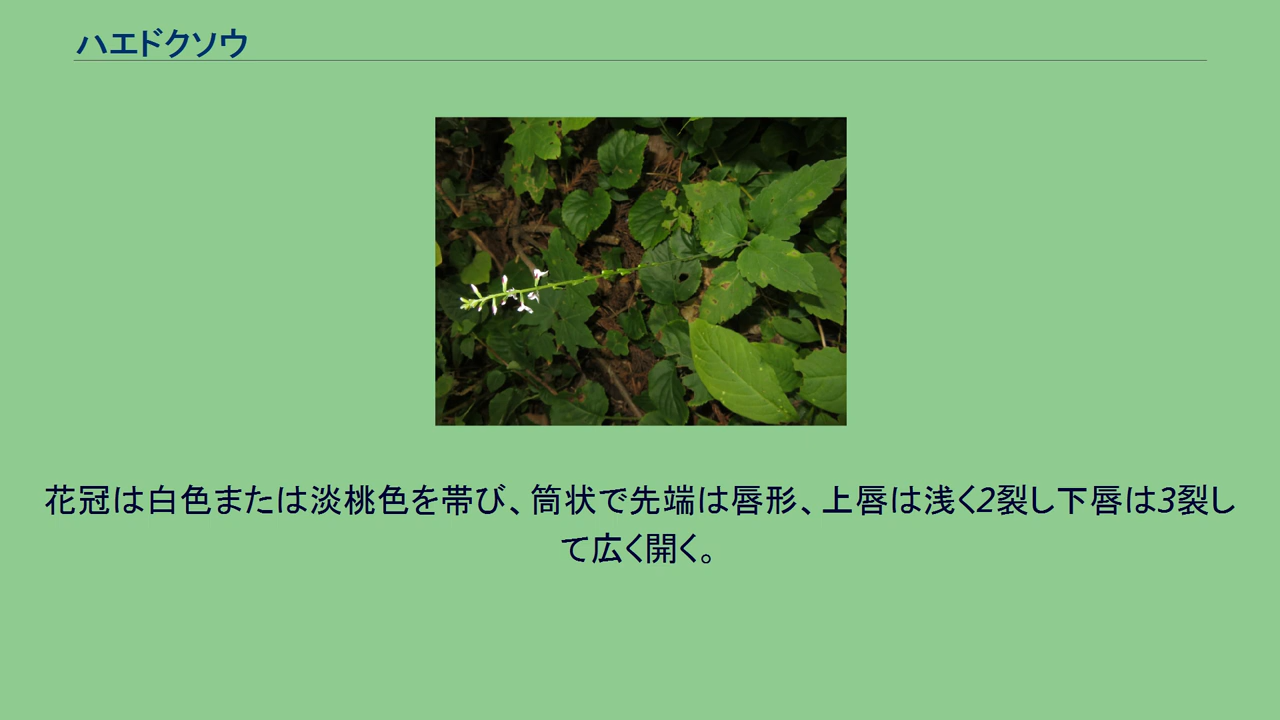 ハエドクソウ
花冠は白色または淡桃色を帯び、筒状で先端は唇形、上唇は浅く2裂し下唇は3裂し
て広く開く。